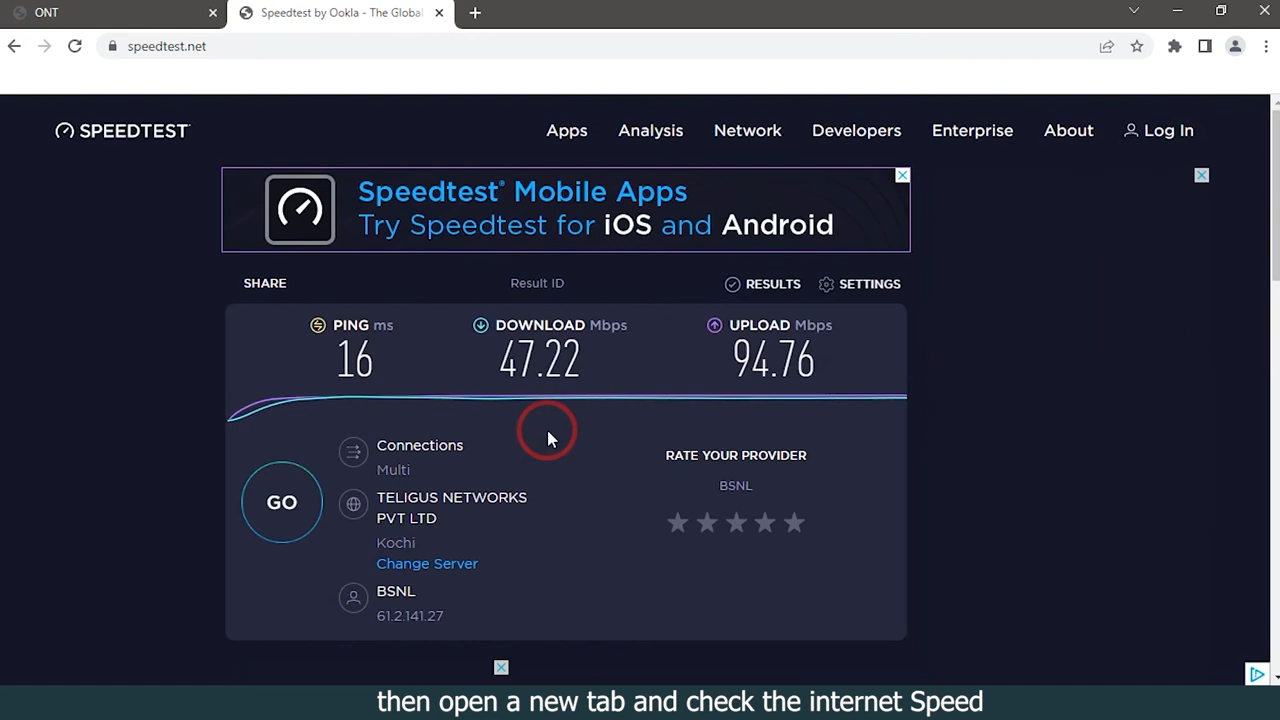 ONT
Speedtest by Ookla - The Global
speedtest.net
SPEEDTEST
Apps Analysis Network Developers Enterprise About Log In
Speedtest® Mobile Apps
Try Speedtest for iOS and Android
SHARE Result ID RESULTS SETTINGS
PING ms DOWNLOAD Mbps UPLOAD Mbps
16 47.22 94.76
Connections
Multi
TELIGUS NETWORKS
PVT LTD
Kochi
Change Server
BSNL
61.2.141.27
GO
RATE YOUR PROVIDER
BSNL
then open a new tab and check the internet Speed